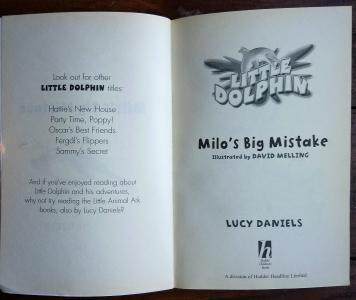 Look out for other
LITTLE DOLPHIN titles:
Hattie's New House
Party Time, Poppy!
Oscar's Best Friends
Fergal's Flippers
Sammy's Secret
And if you've enjoyed reading about
Little Dolphin and his adventures,
why not try reading the Little Animal Ark
books, also by Lucy Daniels?
LITTLE
DOLPHIN
Milo's Big Mistake
Illustrated by DAVID MELLING
LUCY DANIELS
h
Hodder
Children's
Books
A division of Hodder Headline Limited